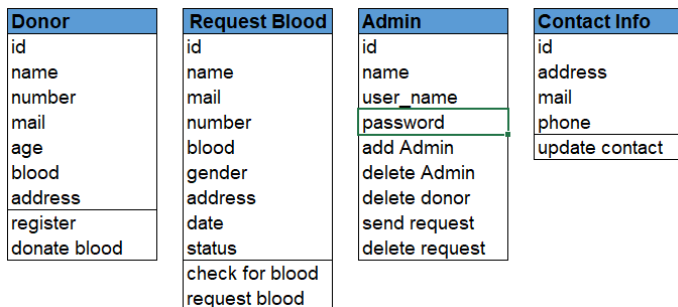 Donor
id
name
number
mail
age
blood
address
register
donate blood
Request Blood
id
name
mail
number
blood
gender
address
date
status
check for blood
request blood
Admin
id
name
user_name
password
add Admin
delete Admin
delete donor
send request
delete request
Contact Info
id
address
mail
phone
update contact